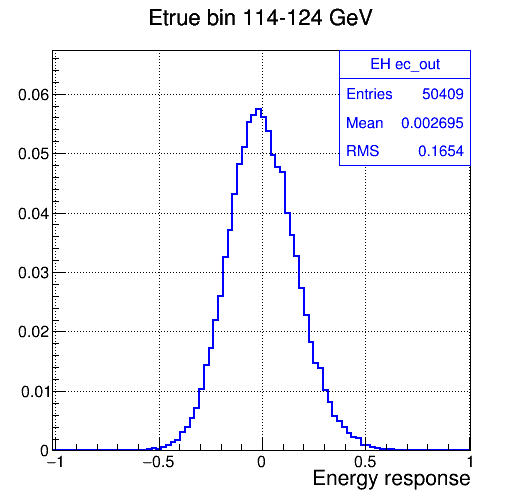 Etrue bin 114-124 GeV
EH ec_out
Entries 50409
Mean 0.002695
RMS 0.1654
0.06
0.05
0.04
0.03
0.02
0.01
0
−1 −0.5 0 0.5 1
Energy response